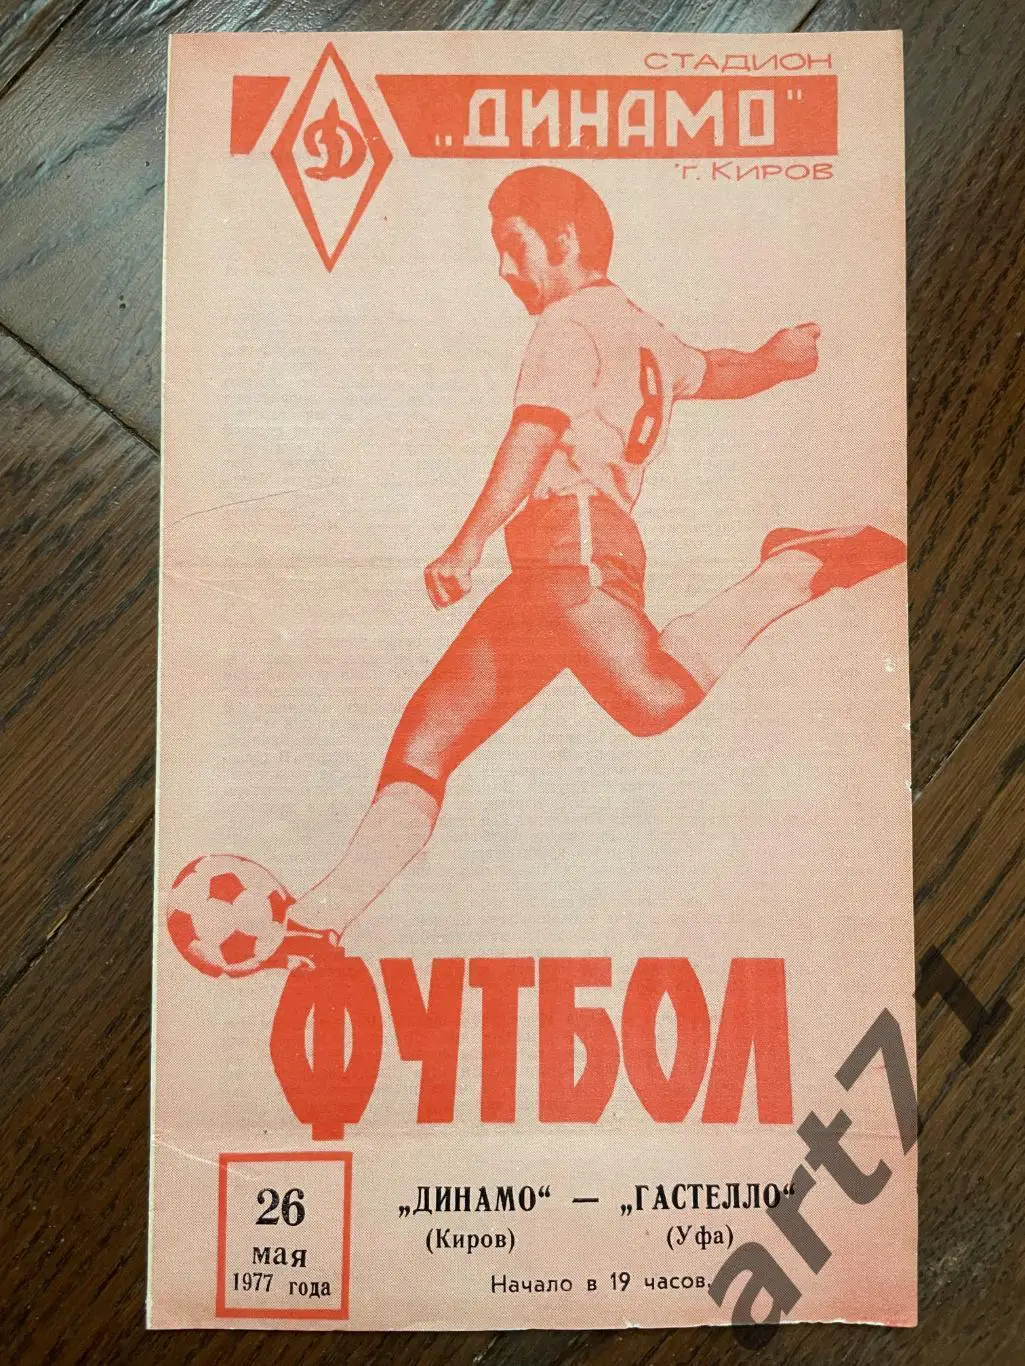 СТАДИОН
„ДИНАМО"
г. КИРОВ
Д
8
ФУТБОЛ
26
мая
1977 года
„ДИНАМО“ — „ГАСТЕЛЛО“
(Киров) (Уфа)
Начало в 19 часов.
art71